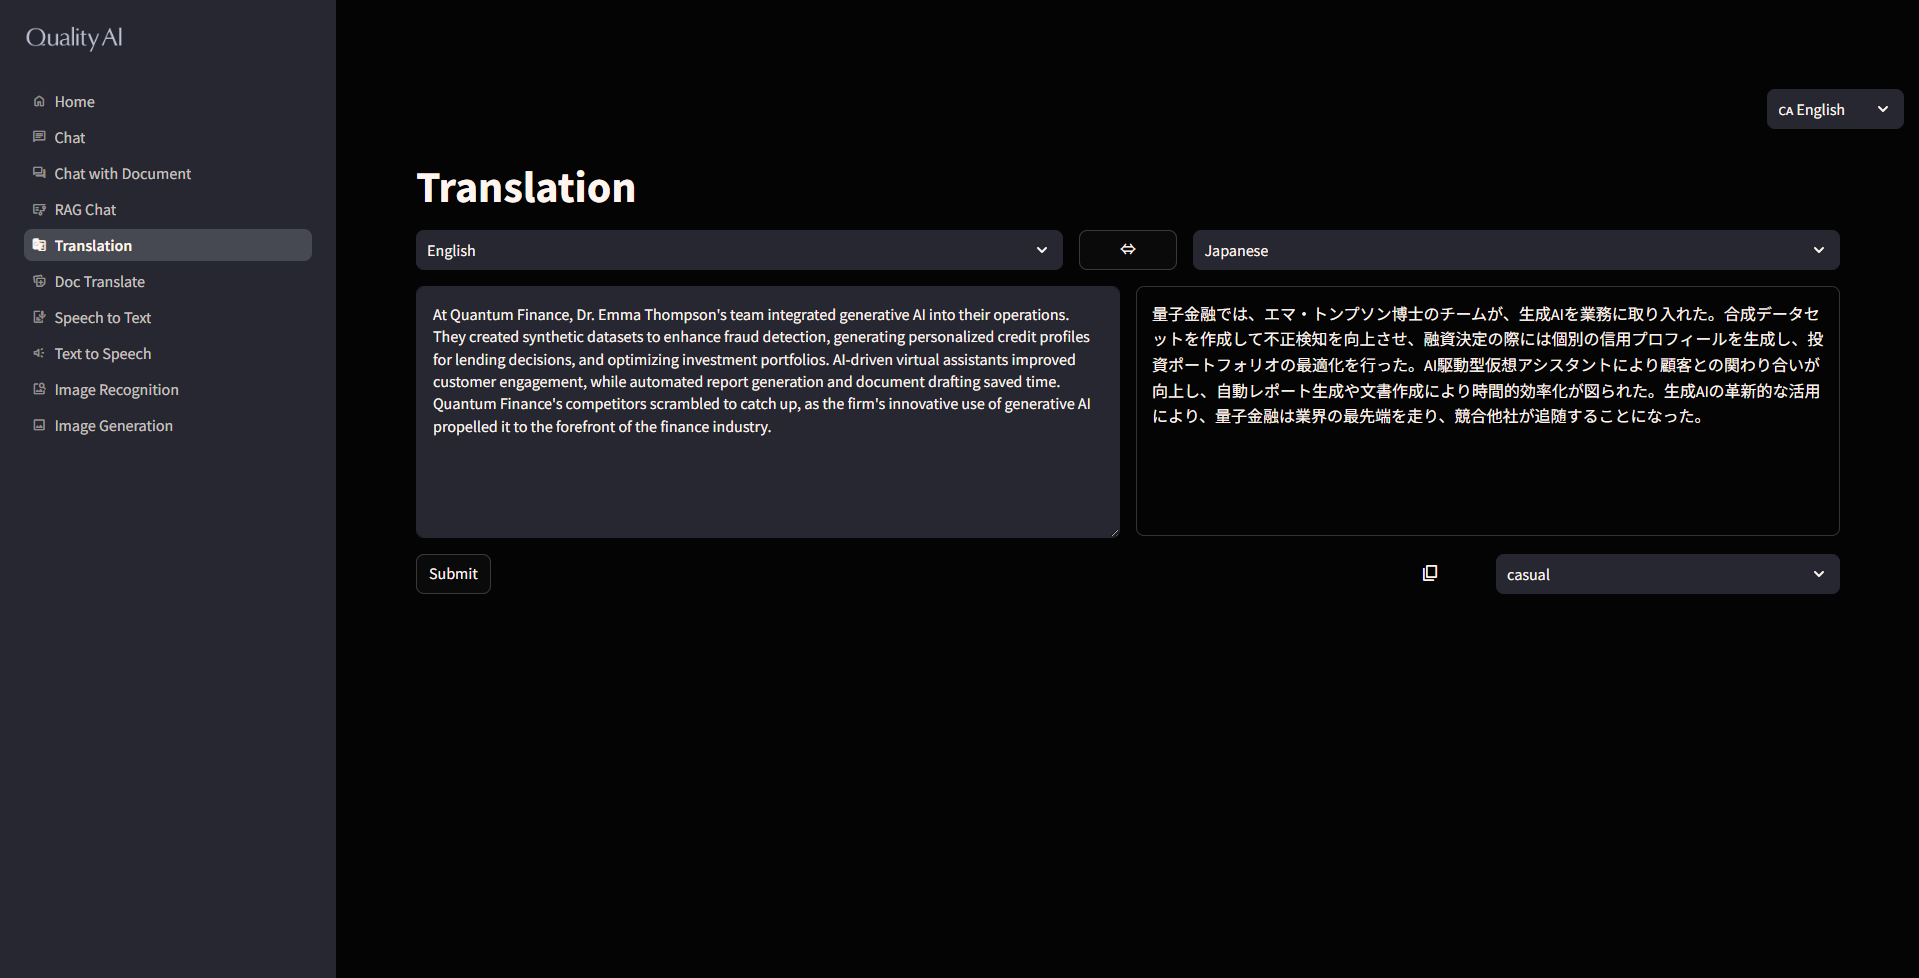 Quality AI
Home
Chat
Chat with Document
RAG Chat
Translation
Doc Translate
Speech to Text
Text to Speech
Image Recognition
Image Generation
CA English
Translation
English
Japanese
At Quantum Finance, Dr. Emma Thompson's team integrated generative AI into their operations.
They created synthetic datasets to enhance fraud detection, generating personalized credit profiles
for lending decisions, and optimizing investment portfolios. AI-driven virtual assistants improved
customer engagement, while automated report generation and document drafting saved time.
Quantum Finance's competitors scrambled to catch up, as the firm's innovative use of generative AI
propelled it to the forefront of the finance industry.
量子金融では、エマ・トンプソン博士のチームが、生成AIを業務に取り入れた。合成データセ
ットを作成して不正検知を向上させ、融資決定の際には個別の信用プロフィールを生成し、投
資ポートフォリオの最適化を行った。AI駆動型仮想アシスタントにより顧客との関わり合いが
向上し、自動レポート生成や文書作成により時間的効率化が図られた。生成AIの革新的な活用
により、量子金融は業界の最先端を走り、競合他社が追随することになった。
Submit
casual